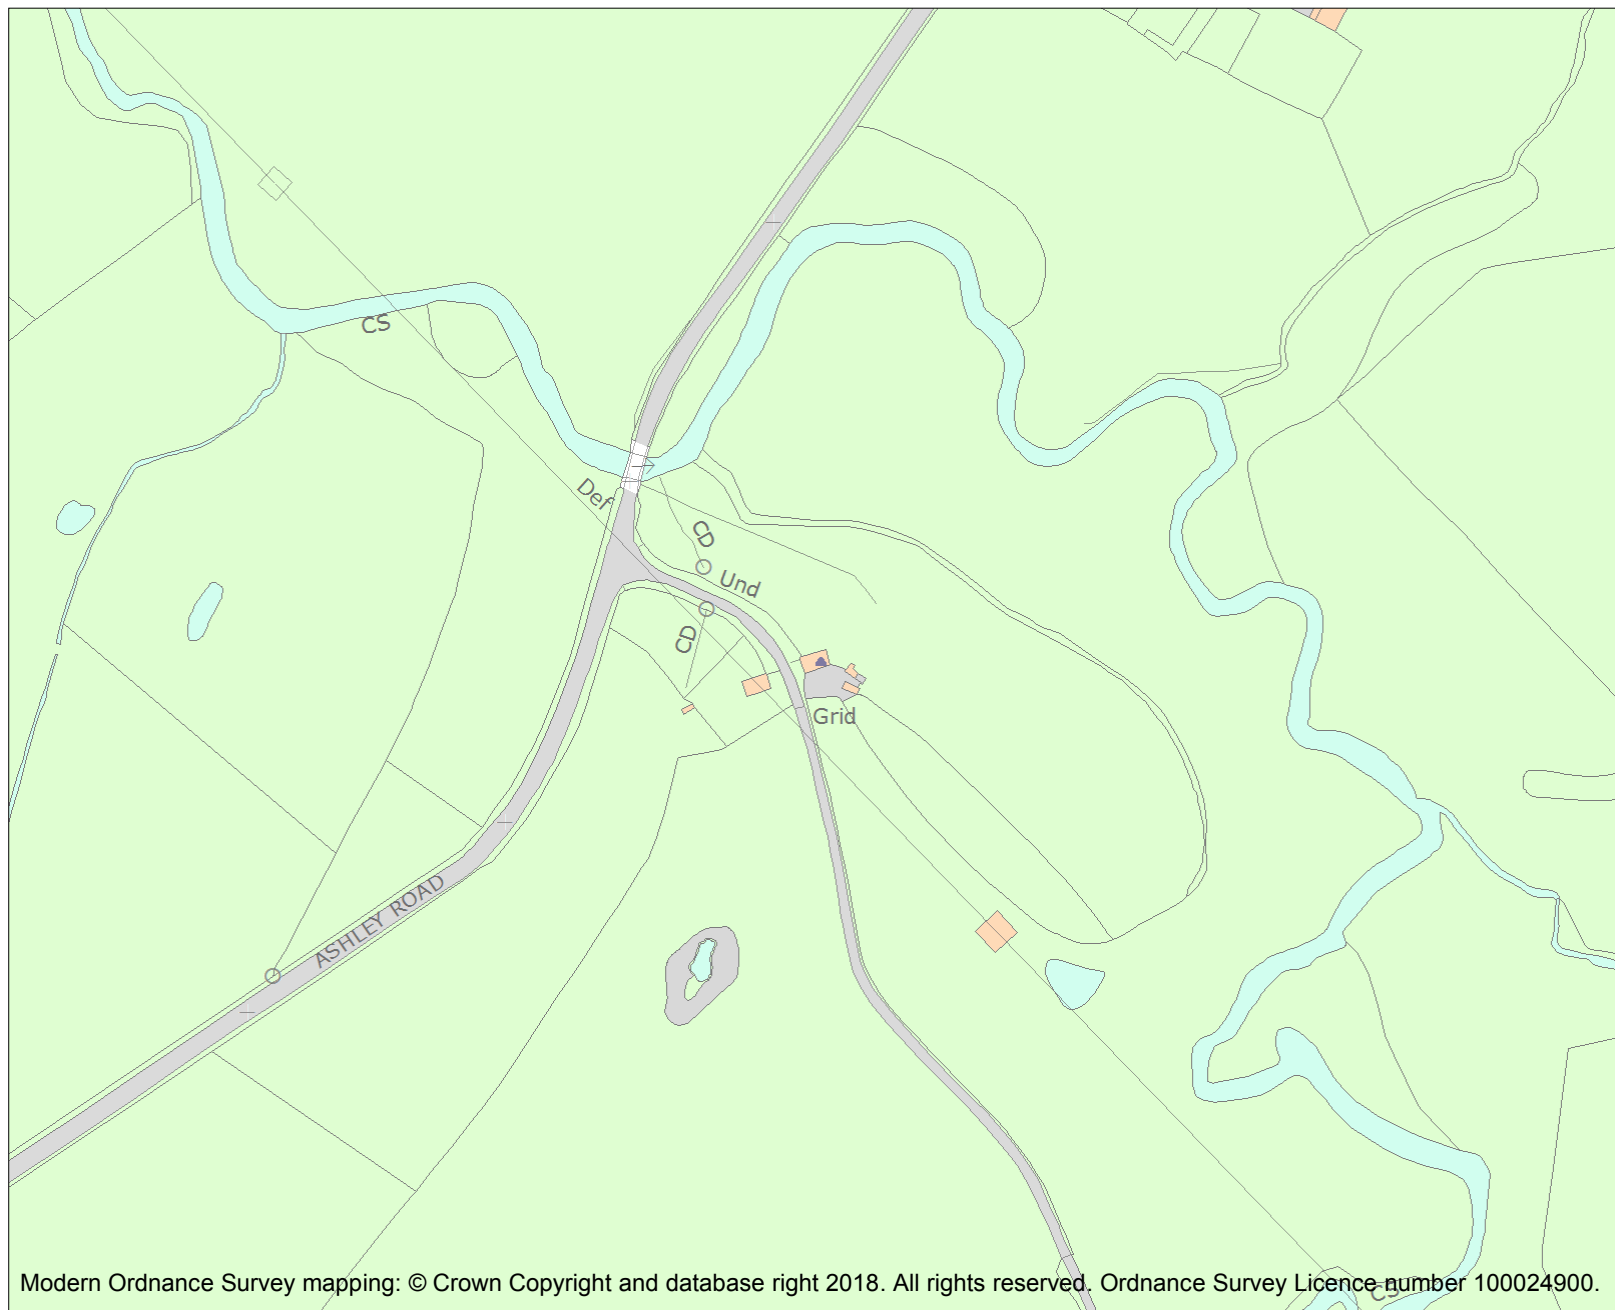 CS
Def
CD
Und
CD
Grid
ASHLEY ROAD
Modern Ordnance Survey mapping: © Crown Copyright and database right 2018. All rights reserved. Ordnance Survey Licence number 100024900.
CS